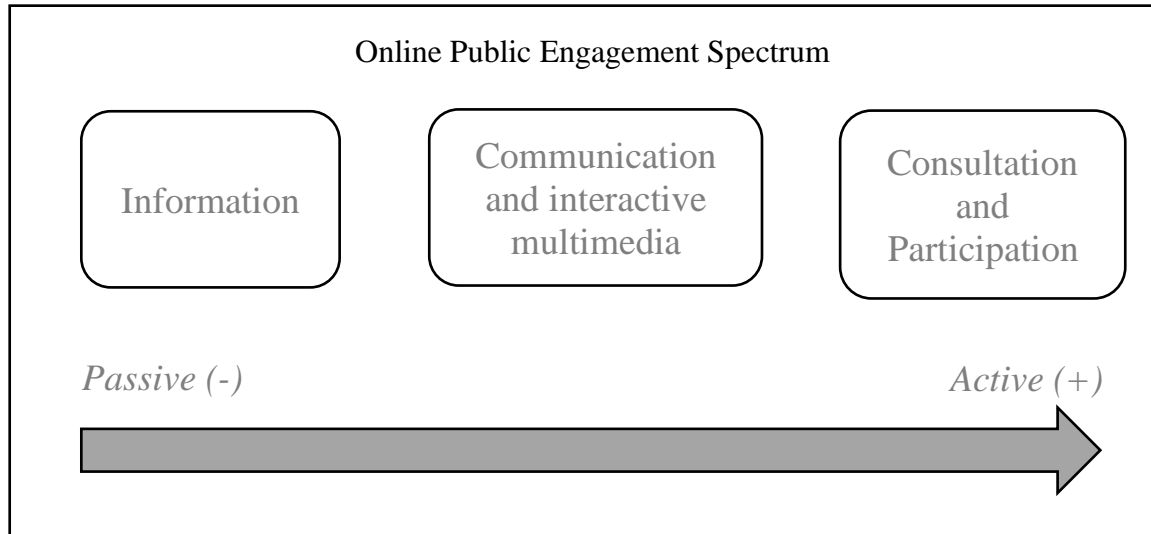 Online Public Engagement Spectrum
Information
Communication
and interactive
multimedia
Consultation
and
Participation
Passive (-)
Active (+)